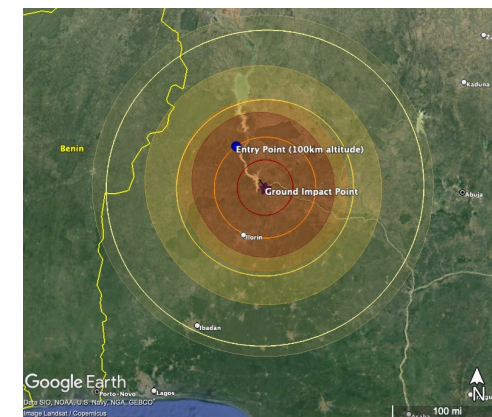 Kaduna
Benin
Entry Point (100km altitude)
Ground Impact Point
Abuja
Ilorin
Ibadan
Google Earth
Porto-Novo
Lagos
N
Data SIO, NOAA, U.S. Navy, NGA, GEBCO
Image Landsat / Copernicus
100 mi